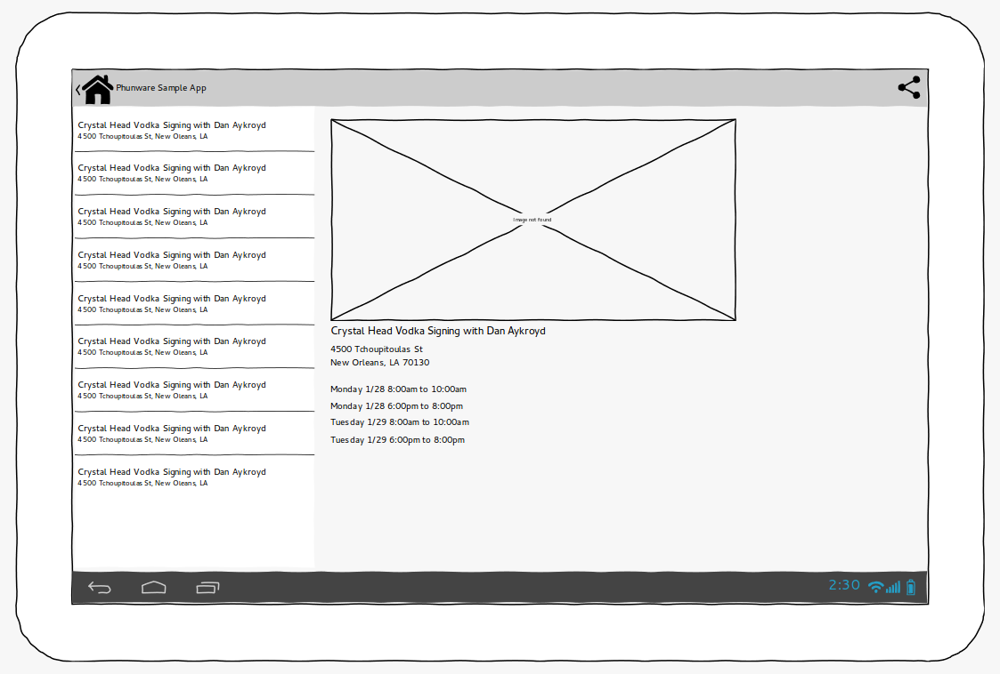 Phunware Sample App
Crystal Head Vodka Signing with Dan Aykroyd
4500 Tchoupitoulas St, New Oleans, LA
Crystal Head Vodka Signing with Dan Aykroyd
4500 Tchoupitoulas St, New Oleans, LA
Crystal Head Vodka Signing with Dan Aykroyd
4500 Tchoupitoulas St, New Oleans, LA
Crystal Head Vodka Signing with Dan Aykroyd
4500 Tchoupitoulas St, New Oleans, LA
Crystal Head Vodka Signing with Dan Aykroyd
4500 Tchoupitoulas St, New Oleans, LA
Crystal Head Vodka Signing with Dan Aykroyd
4500 Tchoupitoulas St, New Oleans, LA
Crystal Head Vodka Signing with Dan Aykroyd
4500 Tchoupitoulas St, New Oleans, LA
Crystal Head Vodka Signing with Dan Aykroyd
4500 Tchoupitoulas St, New Oleans, LA
Crystal Head Vodka Signing with Dan Aykroyd
4500 Tchoupitoulas St, New Oleans, LA
Image not found
Crystal Head Vodka Signing with Dan Aykroyd
4500 Tchoupitoulas St
New Orleans, LA 70130
Monday 1/28 8:00am to 10:00am
Monday 1/28 6:00pm to 8:00pm
Tuesday 1/29 8:00am to 10:00am
Tuesday 1/29 6:00pm to 8:00pm
2:30